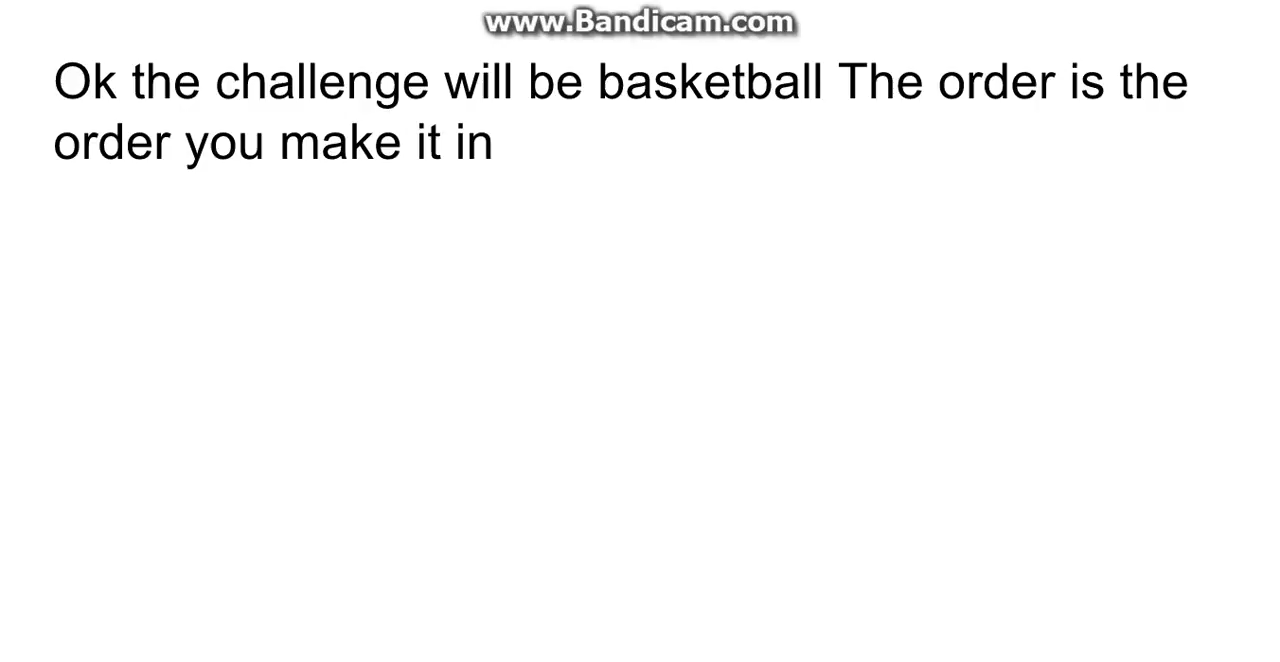 www.Bandicam.com
Ok the challenge will be basketball The order is the
order you make it in